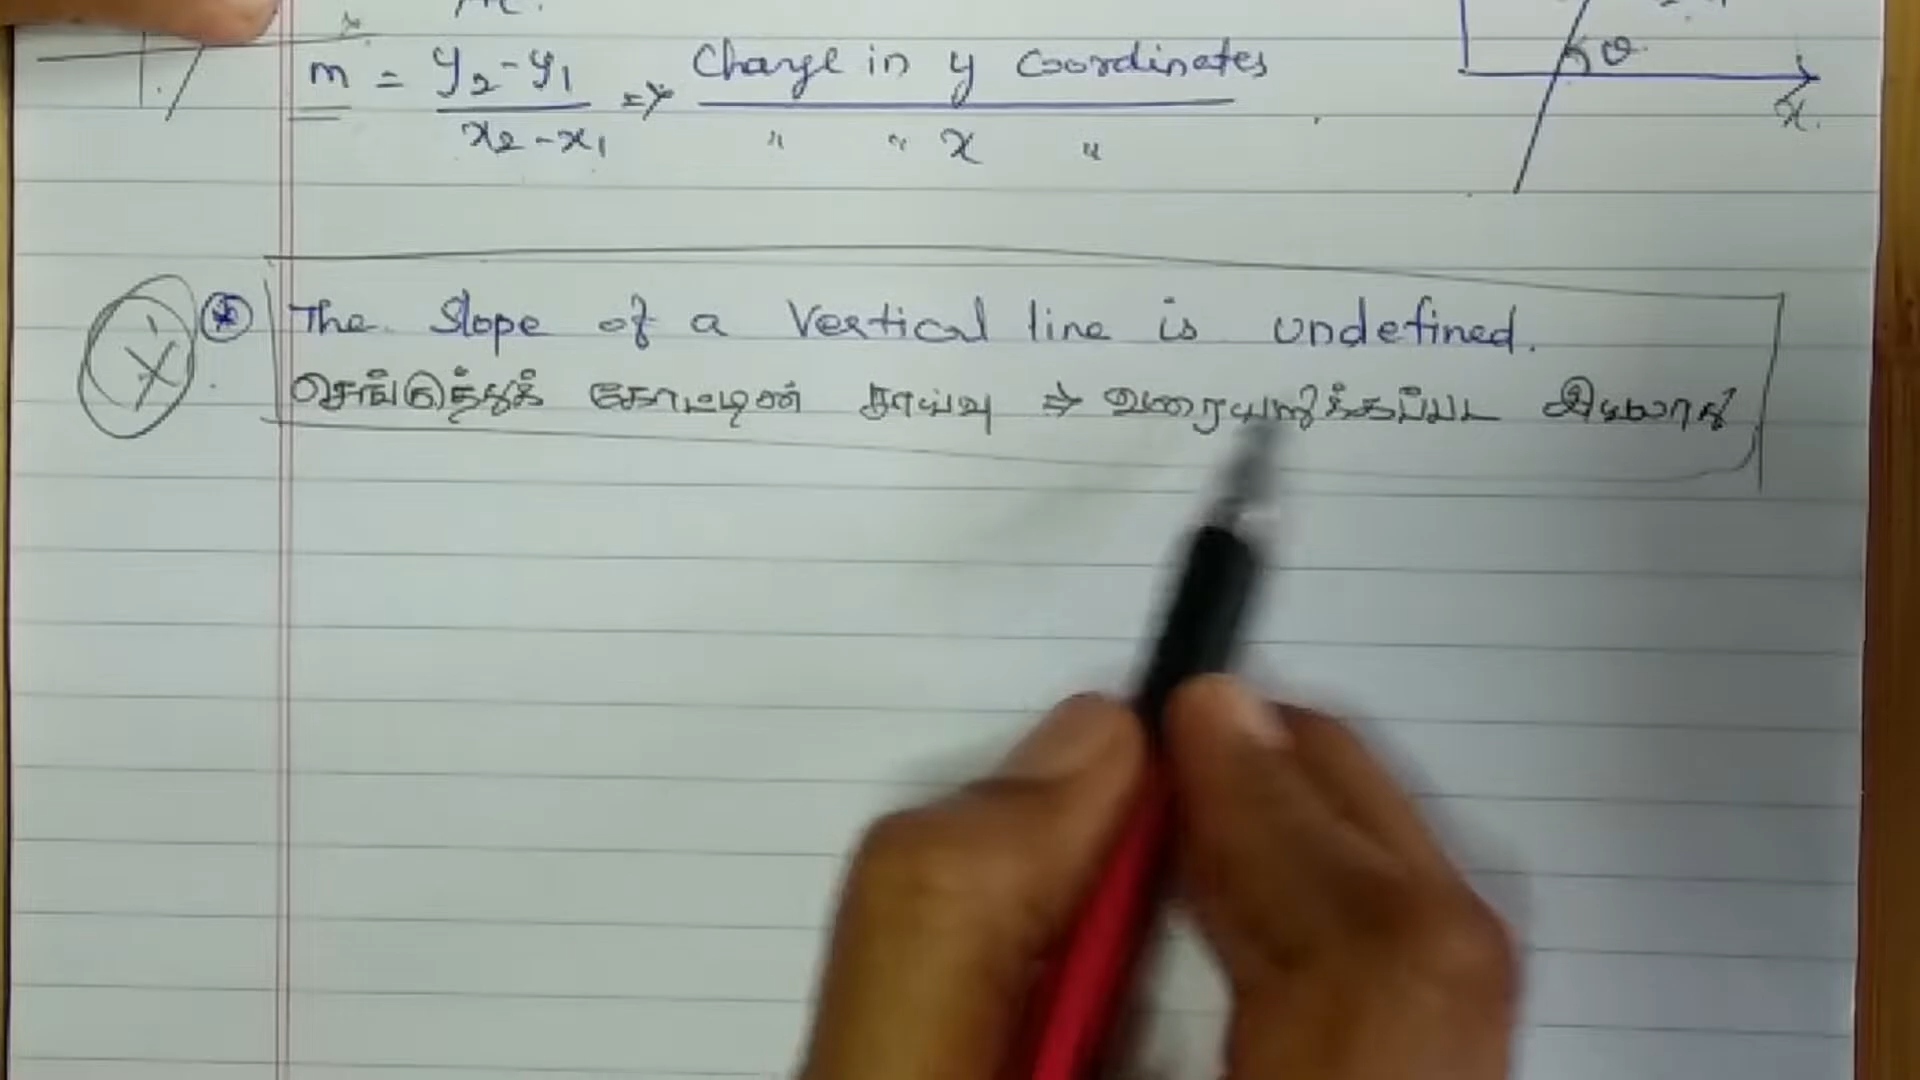 m = y₂-y₁ / x₂-x₁ => Change in y coordinates / " " x "
θ
x
The Slope of a Vertical line is undefined.
செங்குத்துக் கோட்டின் சாய்வு => வரையறுக்கப்பட இயலாது